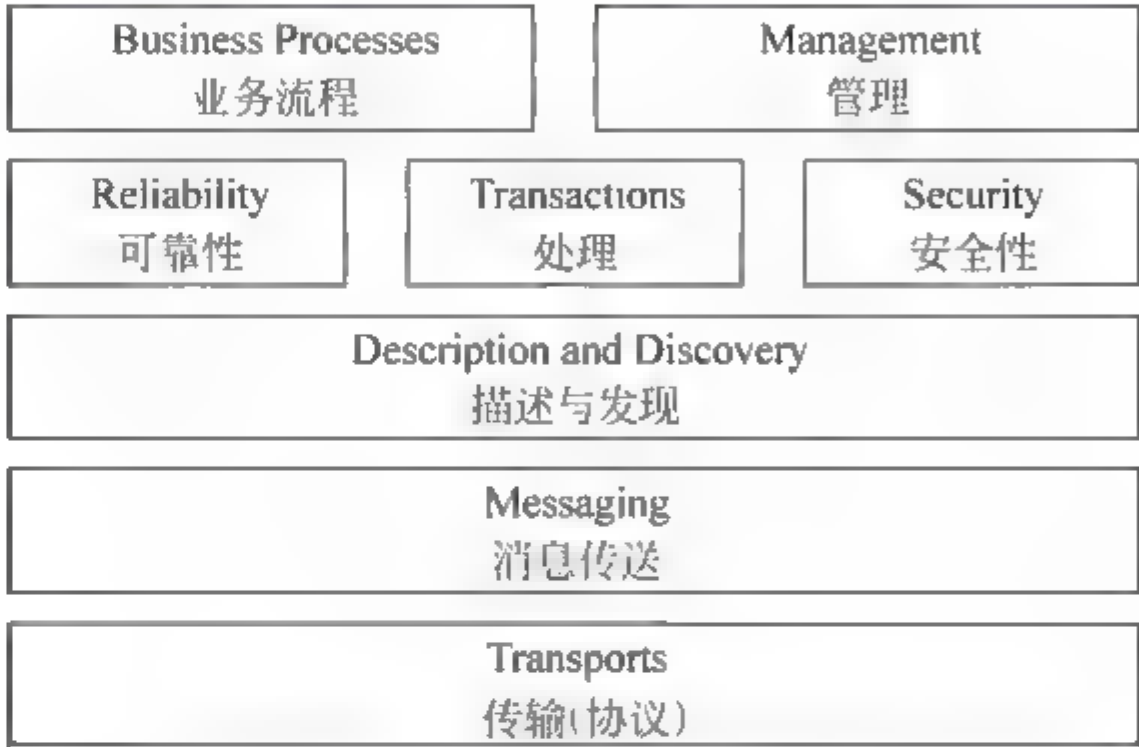 Business Processes
业务流程
Management
管理
Reliability
可靠性
Transactions
处理
Security
安全性
Description and Discovery
描述与发现
Messaging
消息传送
Transports
传输(协议)